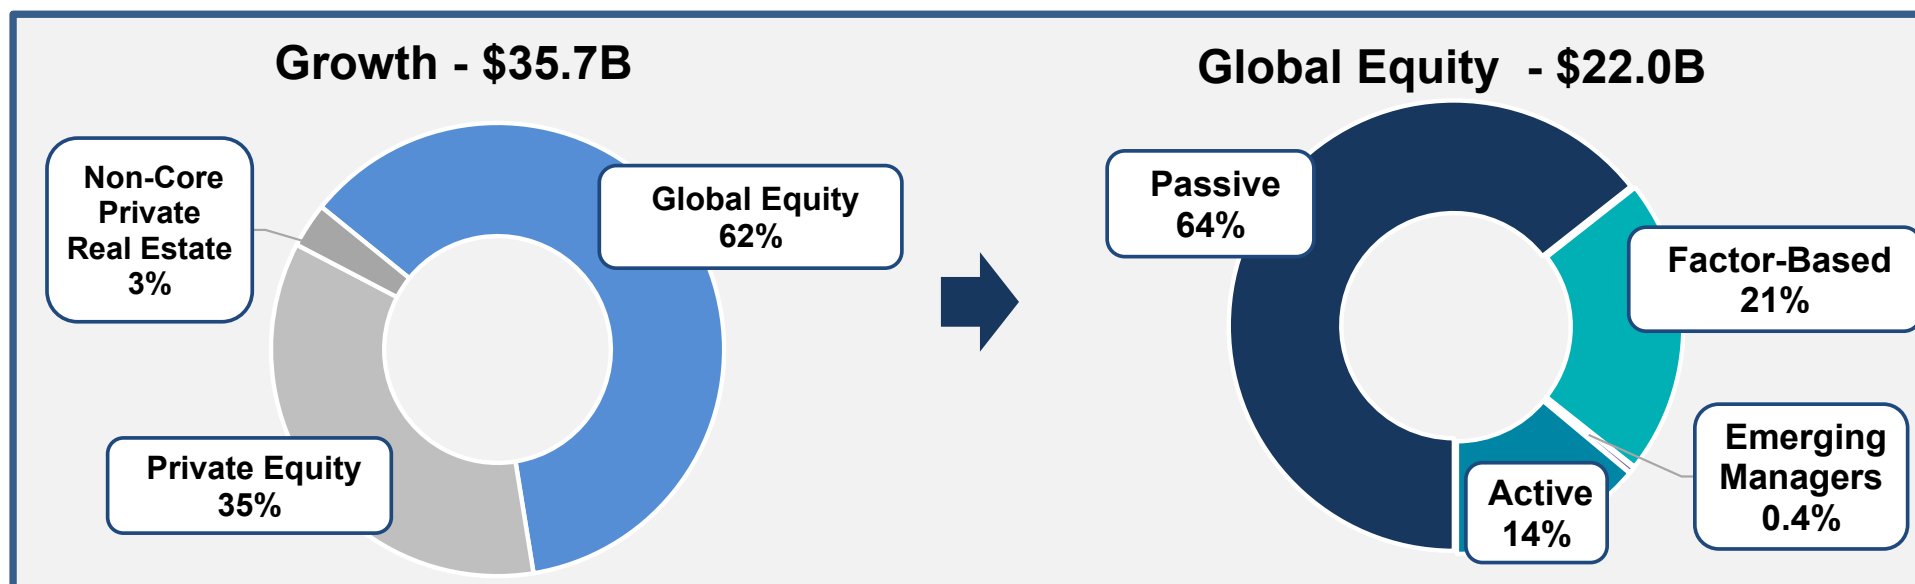 Growth - $35.7B
Non-Core
Private
Real Estate
3%
Global Equity
62%
Private Equity
35%
Global Equity - $22.0B
Passive
64%
Factor-Based
21%
Emerging
Managers
0.4%
Active
14%